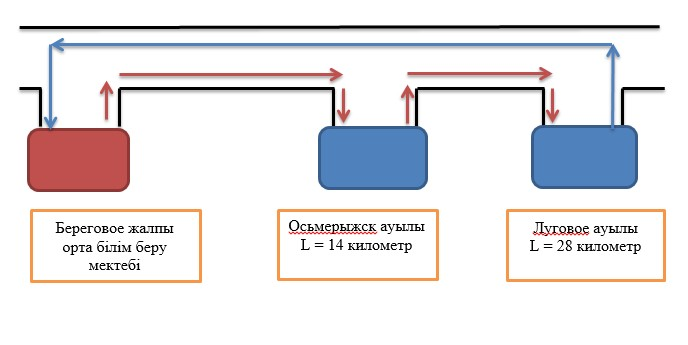 Береговое жалпы
орта білім беру
мектебі
Осьмерыжск ауылы
L = 14 километр
Луговое ауылы
L = 28 километр